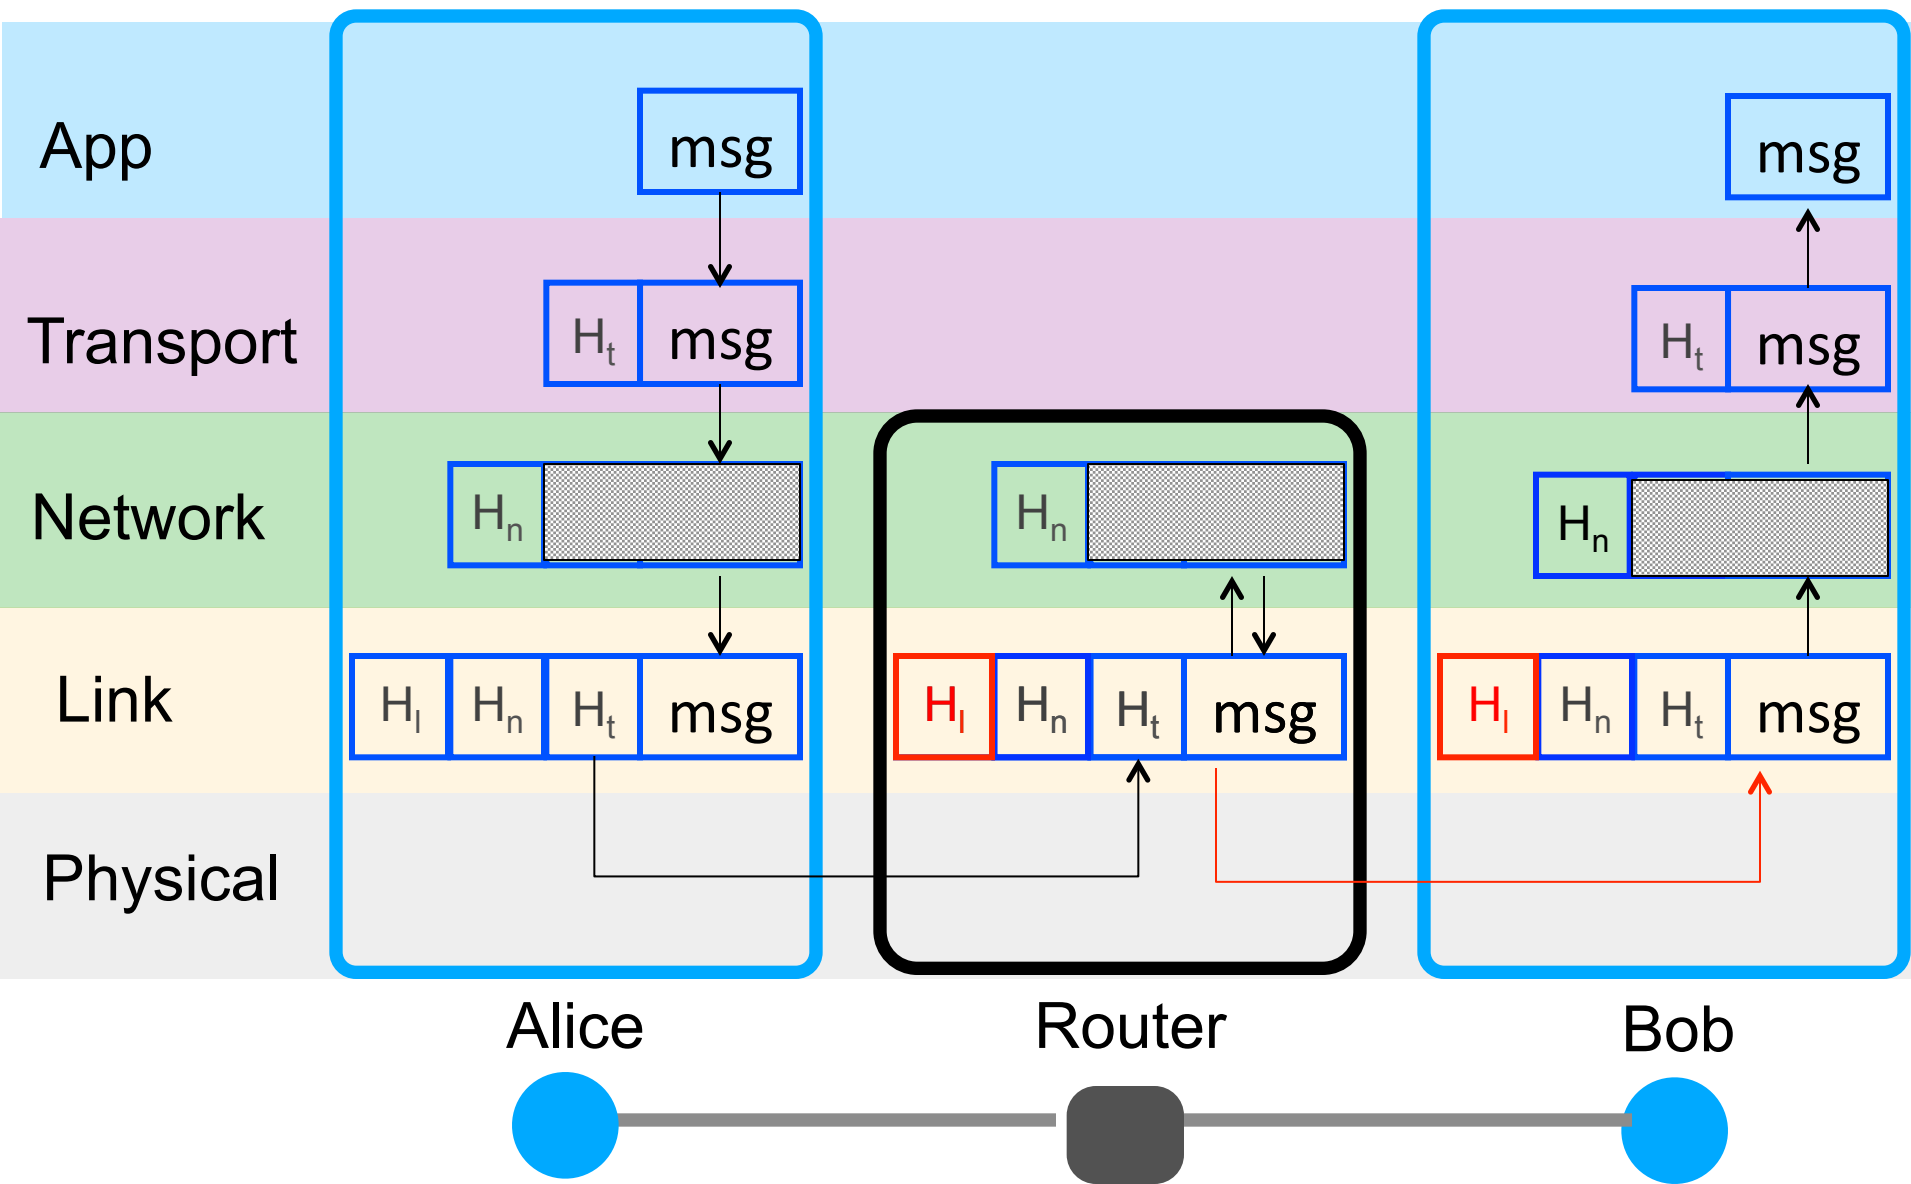 App msg msg
Transport Ht msg Ht msg
Network Hn Hn Hn
Link Hl Hn Ht msg Hl Hn Ht msg Hl Hn Ht msg
Physical
Alice Router Bob